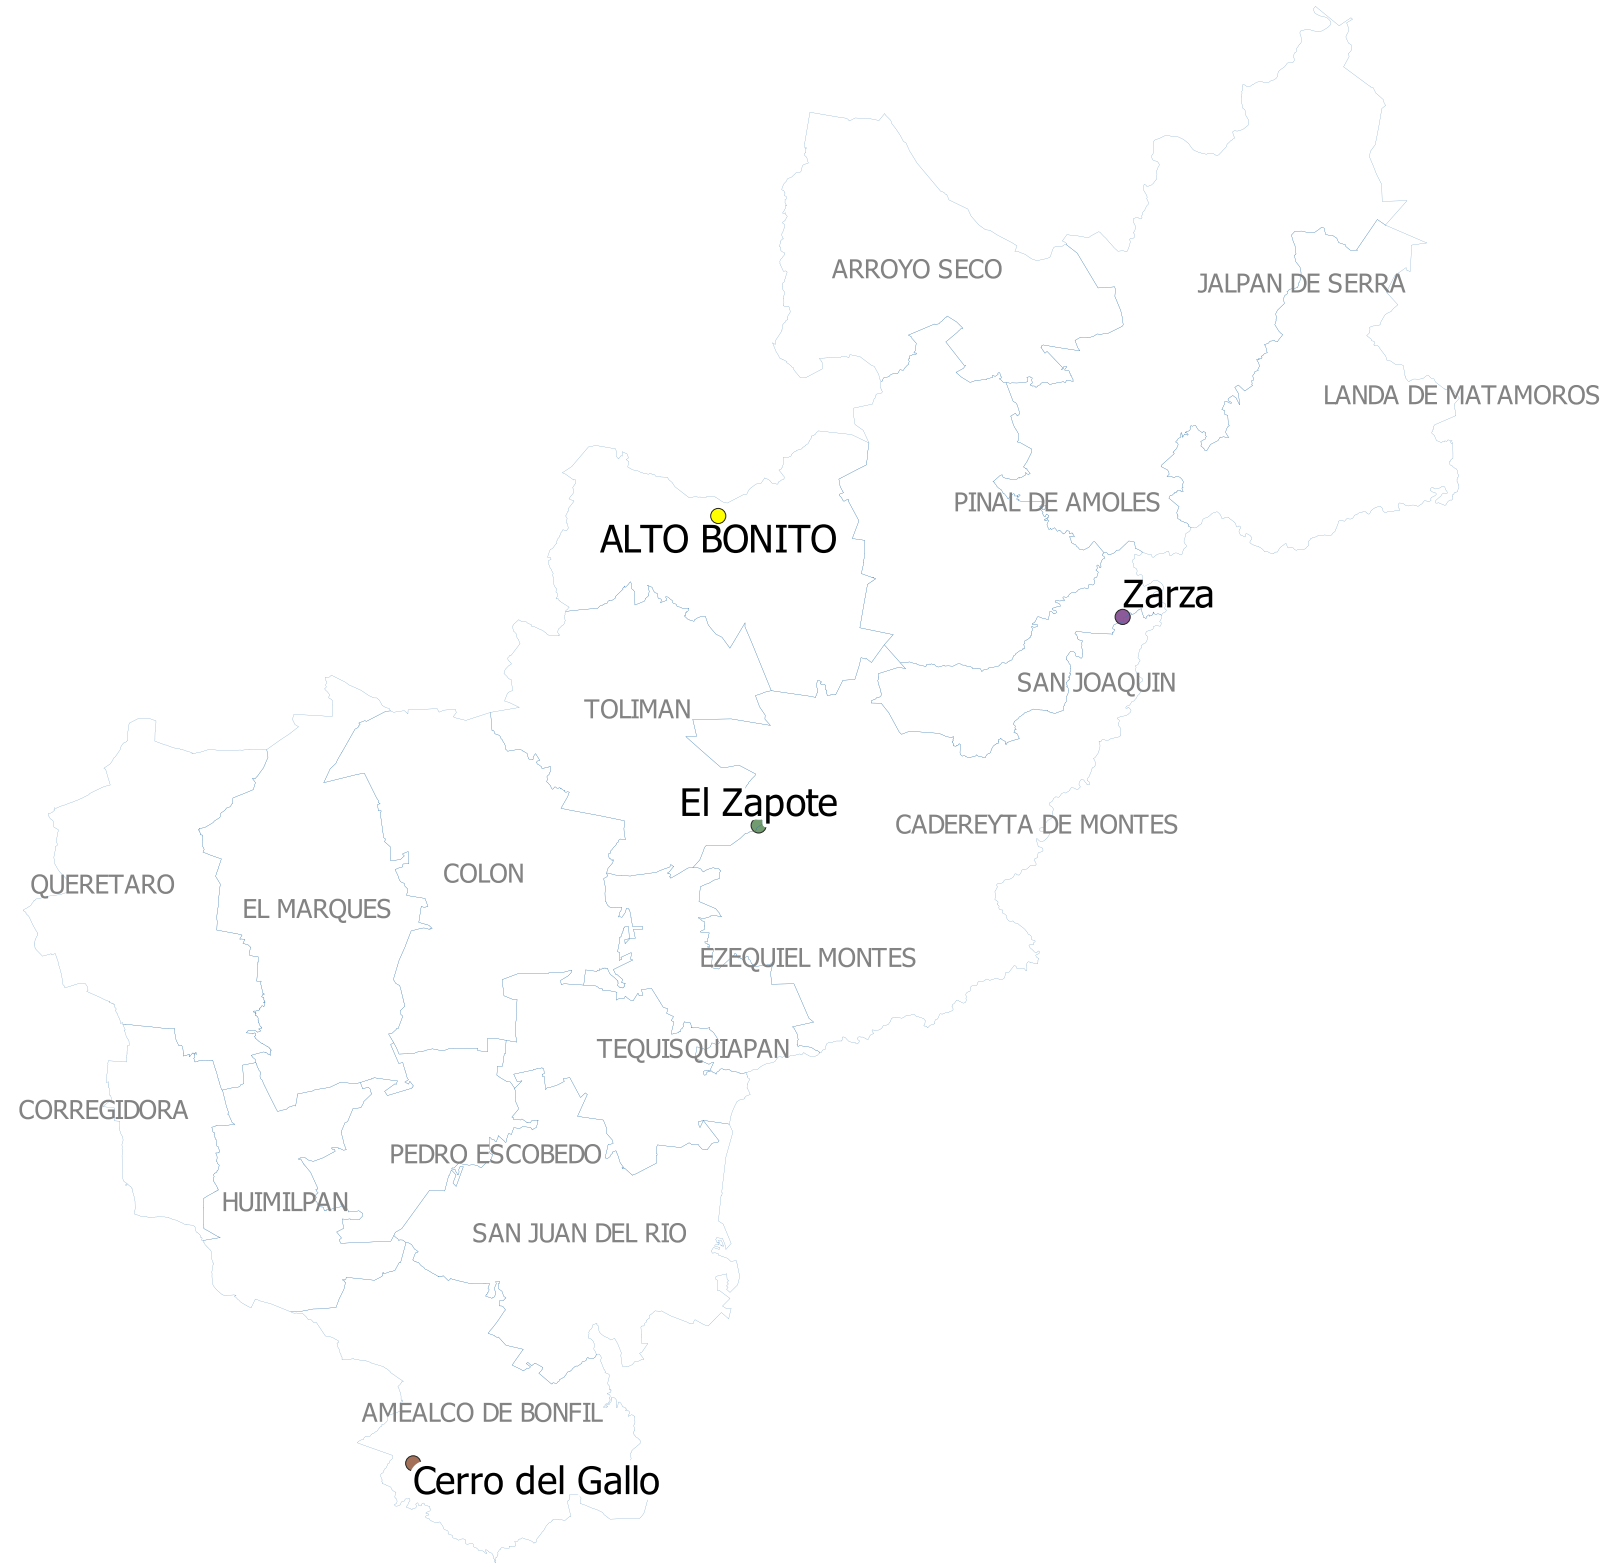 ARROYO SECO
JALPAN DE SERRA
LANDA DE MATAMOROS
PINAL DE AMOLES
ALTO BONITO
Zarza
SAN JOAQUIN
TOLIMAN
El Zapote
CADEREYTA DE MONTES
COLON
QUERETARO
EL MARQUES
EZEQUIEL MONTES
TEQUISQUIAPAN
CORREGIDORA
PEDRO ESCOBEDO
HUIMILPAN
SAN JUAN DEL RIO
AMEALCO DE BONFIL
Cerro del Gallo